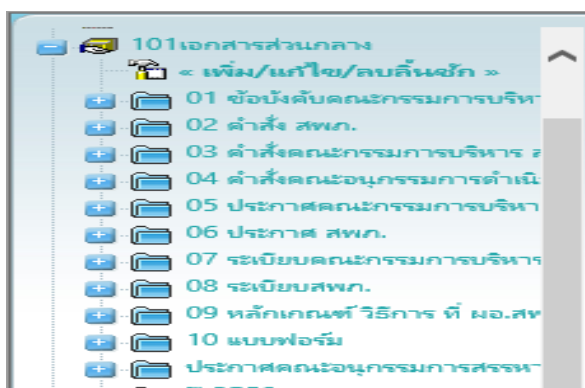 101เอกสารส่วนกลาง
« เพิ่ม/แก้ไข/ลบลิ้นชัก »
01 ข้อบังคับคณะกรรมการบริหา
02 คำสั่ง สพภ.
03 คำสั่งคณะกรรมการบริหาร ส
04 คำสั่งคณะอนุกรรมการดำเนิ
05 ประกาศคณะกรรมการบริหา
06 ประกาศ สพภ.
07 ระเบียบคณะกรรมการบริหาร
08 ระเบียบสพภ.
09 หลักเกณฑ์ วิธีการ ที่ ผอ.สพ
10 แบบฟอร์ม
ประกาศคณะอนุกรรมการสรรหา